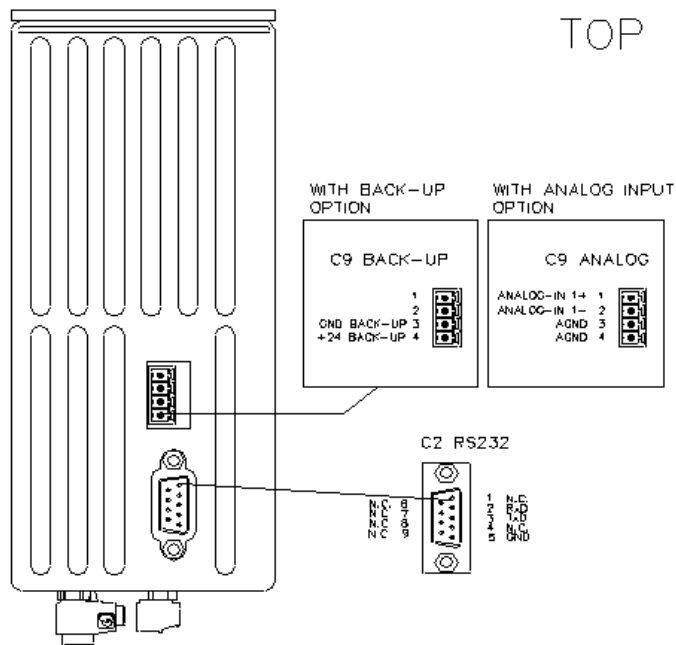 TOP
WITH BACK-UP
OPTION
C9 BACK-UP
1
2
GND BACK-UP 3
+24 BACK-UP 4
WITH ANALOG INPUT
OPTION
C9 ANALOG
ANALOG-IN 1+ 1
ANALOG-IN 1- 2
AGND 3
AGND 4
C2 RS232
N.C. 6
N.C 7
N.C 8
N.C 9
1 N.C.
2 RxD
3 TxD
4 N.C.
5 GND